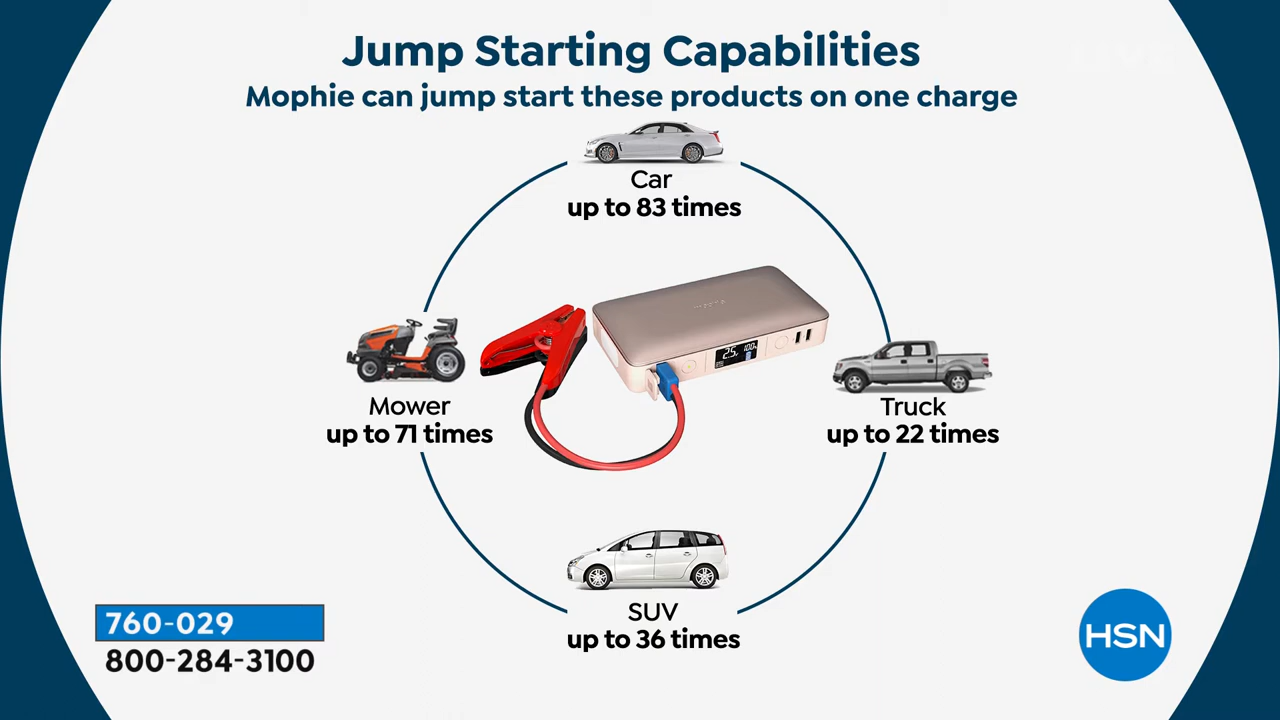 Jump Starting Capabilities
Mophie can jump start these products on one charge
Car
up to 83 times
Mower
up to 71 times
Truck
up to 22 times
SUV
up to 36 times
760-029
800-284-3100
HSN